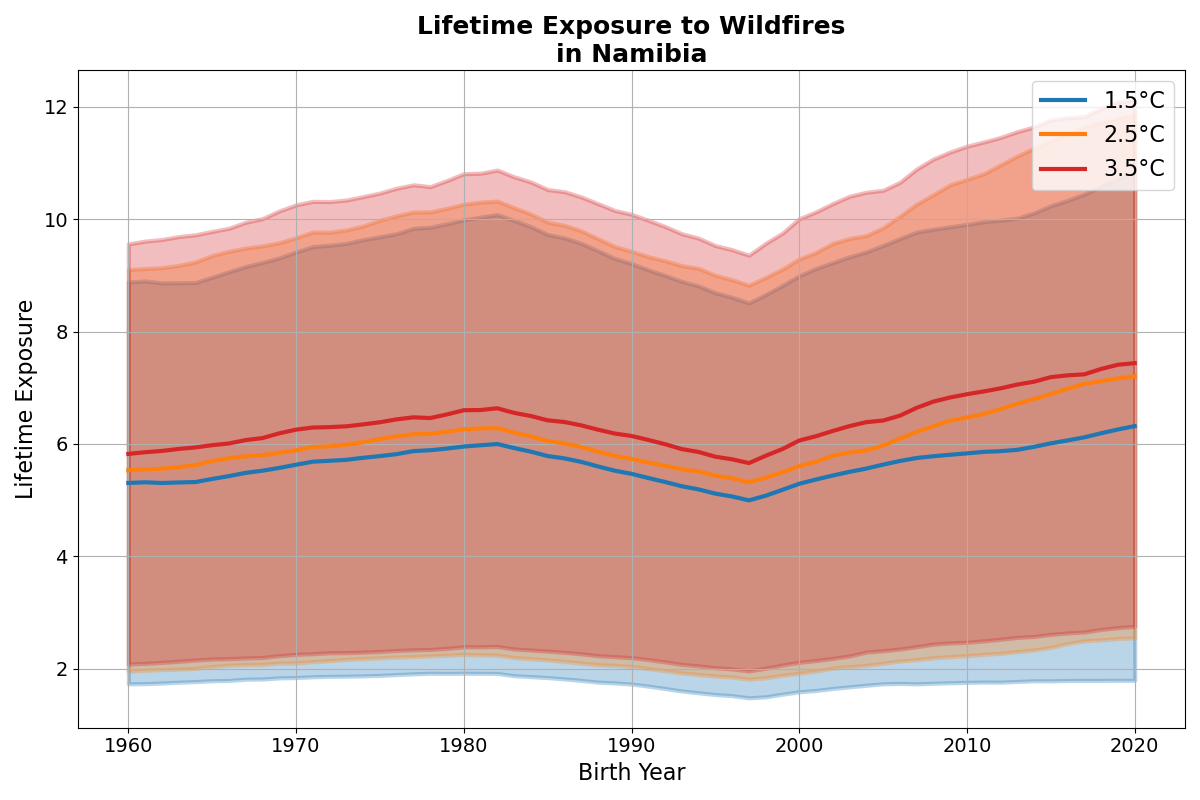 Lifetime Exposure to Wildfires
in Namibia
Lifetime Exposure
12
10
8
6
4
2
1.5°C
2.5°C
3.5°C
1960
1970
1980
1990
2000
2010
2020
Birth Year